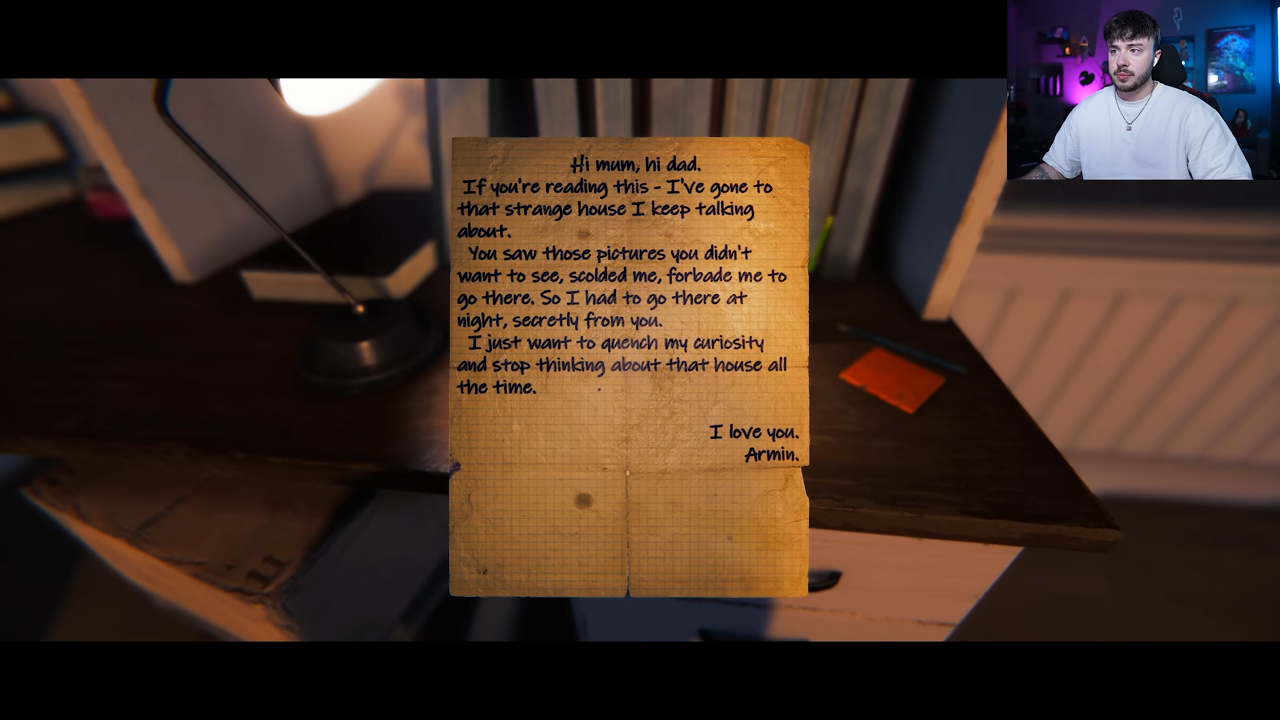 Hi mum, hi dad.
If you're reading this - I've gone to
that strange house I keep talking
about.
You saw those pictures you didn't
want to see, scolded me, forbade me to
go there. So I had to go there at
night, secretly from you.
I just want to quench my curiosity
and stop thinking about that house all
the time.
I love you.
Armin.